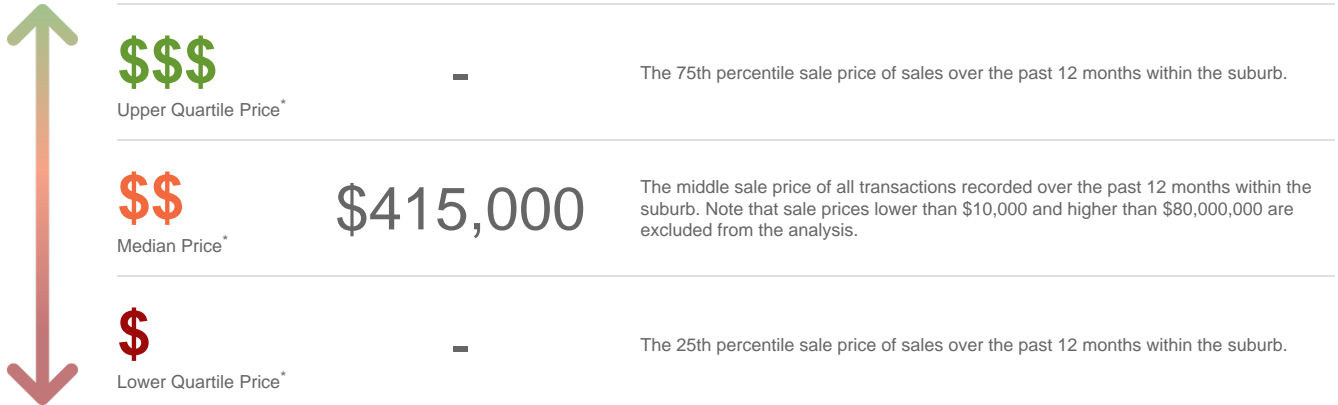 $$$
Upper Quartile Price*
-
The 75th percentile sale price of sales over the past 12 months within the suburb.
$$
Median Price*
$415,000
The middle sale price of all transactions recorded over the past 12 months within the
suburb. Note that sale prices lower than $10,000 and higher than $80,000,000 are
excluded from the analysis.
$
Lower Quartile Price*
-
The 25th percentile sale price of sales over the past 12 months within the suburb.